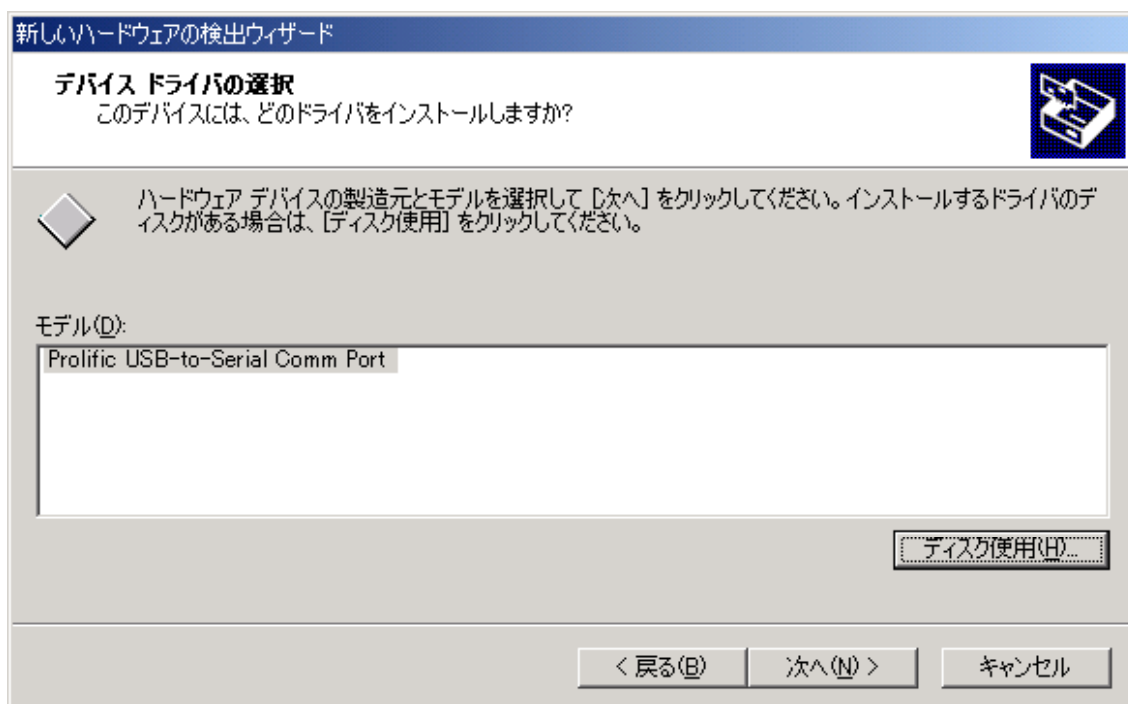 新しいハードウェアの検出ウィザード
デバイス ドライバの選択
このデバイスには、どのドライバをインストールしますか?
ハードウェア デバイスの製造元とモデルを選択して [次へ] をクリックしてください。インストールするドライバのデ
ィスクがある場合は、[ディスク使用] をクリックしてください。
モデル(D):
Prolific USB-to-Serial Comm Port
ディスク使用(H)...
< 戻る(B)
次へ(N) >
キャンセル